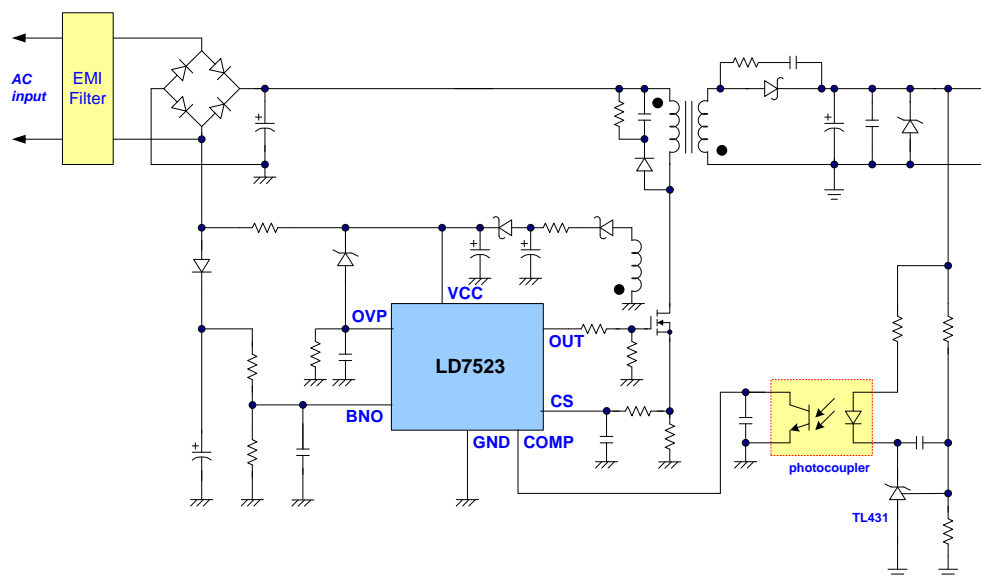 AC
input
EMI
Filter
VCC
OVP
OUT
LD7523
BNO
CS
GND
COMP
photocoupler
TL431
+
+
+
+
+